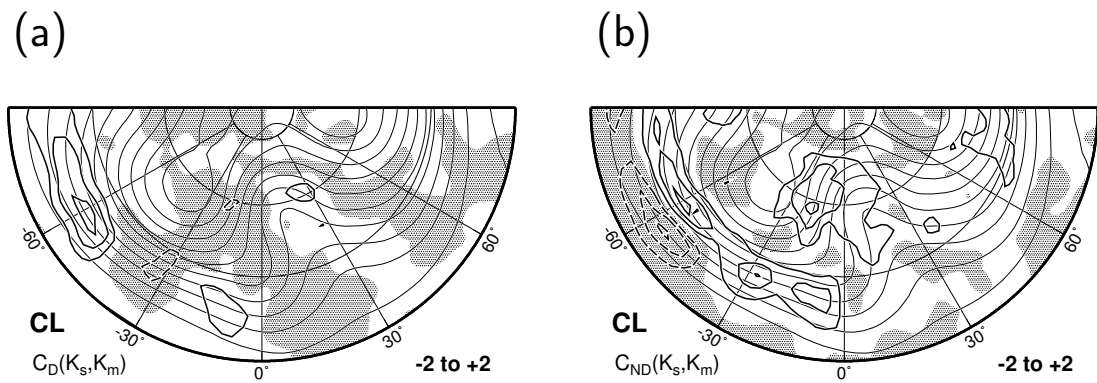 (a)
-60°
-30°
0°
30°
60°
CL
C_D(K_s,K_m)
-2 to +2
(b)
-60°
-30°
0°
30°
60°
CL
C_ND(K_s,K_m)
-2 to +2